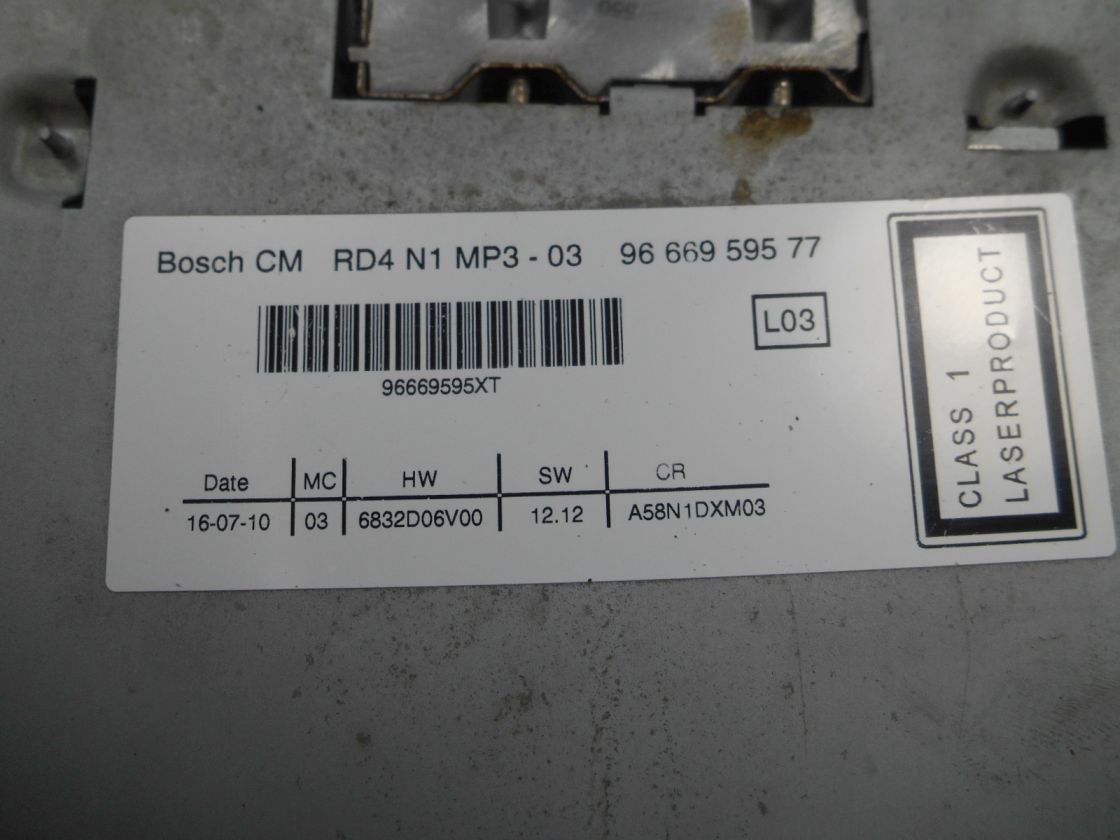 Bosch CM RD4 N1 MP3 - 03 96 669 595 77
L03
96669595XT
Date MC HW SW CR
16-07-10 03 6832D06V00 12.12 A58N1DXM03
CLASS 1
LASERPRODUCT